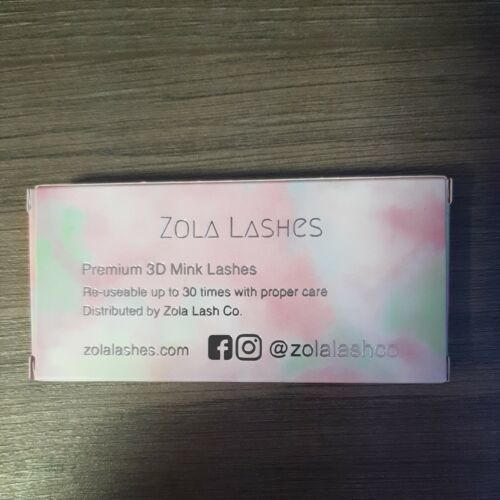 ZOLA LASHES
Premium 3D Mink Lashes
Re-useable up to 30 times with proper care
Distributed by Zola Lash Co.
zolalashes.com @zolalashco